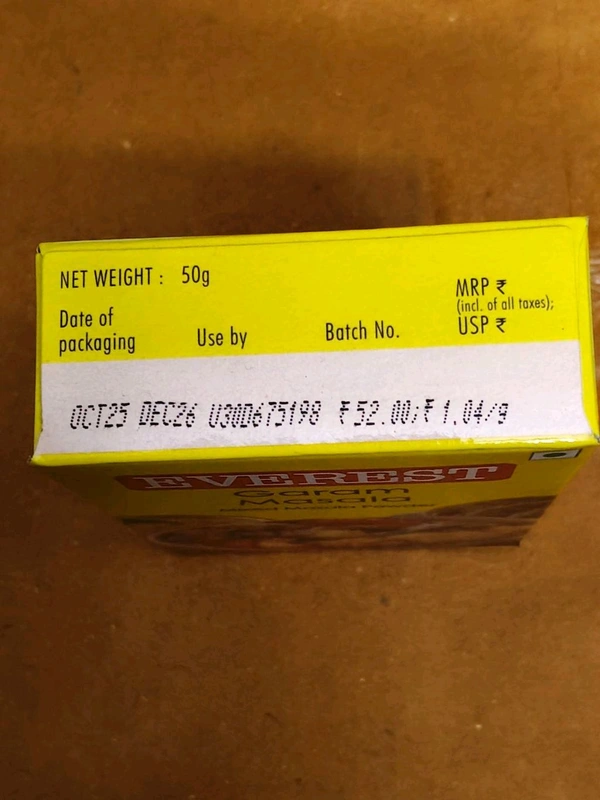 NET WEIGHT : 50g
Date of packaging
Use by
Batch No.
MRP ₹
(incl. of all taxes);
USP ₹
OCT25 DEC26 U30D675198 ₹52.00;₹1.04/g
EVEREST
Garam
Masala